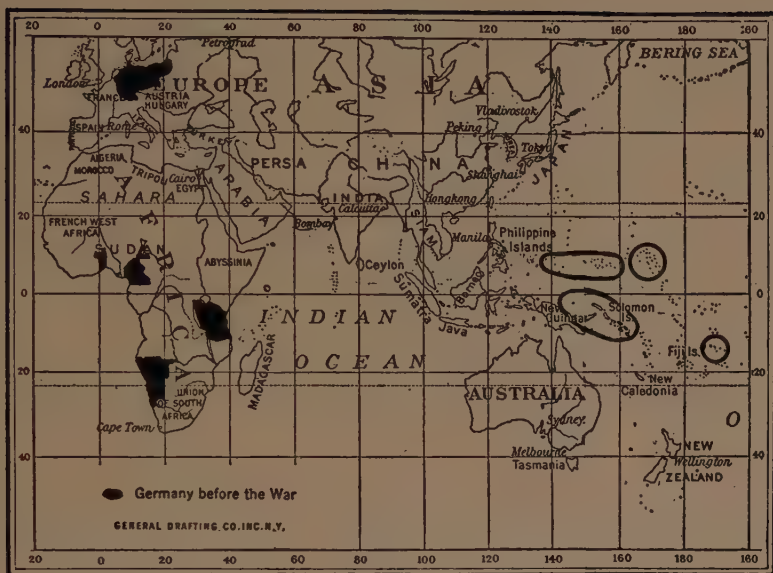 20 0 20 40 60 80 100 120 140 160 180 160
BERING SEA
Petrograd
London
EUROPE
ASIA
FRANCE
AUSTRIA
HUNGARY
Vladivostok
40
SPAIN
Rome
TURKEY
Peking
Tokyo
JAPAN
40
ALGERIA
MOROCCO
TRIPOLI
Cairo
EGYPT
ARABIA
PERSIA
CHINA
Shanghai
SAHARA
INDIA
Calcutta
Hongkong
20
FRENCH WEST
AFRICA
Bombay
SIAM
Manila
Philippine
Islands
20
SUDAN
AFRICA
ABYSSINIA
Ceylon
0
Sumatra
Borneo
New
Guinea
Solomon
Is.
0
INDIAN
Java
OCEAN
MADAGASCAR
Fiji Is.
20
UNION
OF SOUTH
AFRICA
AUSTRALIA
New
Caledonia
20
Cape Town
Sydney
O
Melbourne
Tasmania
NEW
ZEALAND
Wellington
40
40
Germany before the War
GENERAL DRAFTING CO. INC. N.Y.
20 0 20 40 60 80 100 120 140 160 180 160